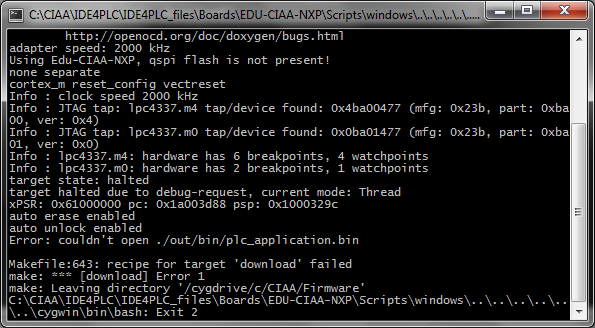 C:\CIAA\IDE4PLC\IDE4PLC_files\Boards\EDU-CIAA-NXP\Scripts\windows\..\..\..\..\..\.....
http://openocd.org/doc/doxygen/bugs.html
adapter speed: 2000 kHz
Using Edu-CIAA-NXP, qspi flash is not present!
none separate
cortex_m reset_config vectreset
Info : clock speed 2000 kHz
Info : JTAG tap: lpc4337.m4 tap/device found: 0x4ba00477 (mfg: 0x23b, part: 0xba
00, ver: 0x4)
Info : JTAG tap: lpc4337.m0 tap/device found: 0x0ba01477 (mfg: 0x23b, part: 0xba
01, ver: 0x0)
Info : lpc4337.m4: hardware has 6 breakpoints, 4 watchpoints
Info : lpc4337.m0: hardware has 2 breakpoints, 1 watchpoints
target state: halted
target halted due to debug-request, current mode: Thread
xPSR: 0x61000000 pc: 0x1a003d88 psp: 0x1000329c
auto erase enabled
auto unlock enabled
Error: couldn't open ./out/bin/plc_application.bin
Makefile:643: recipe for target 'download' failed
make: *** [download] Error 1
make: Leaving directory '/cygdrive/c/CIAA/Firmware'
C:\CIAA\IDE4PLC\IDE4PLC_files\Boards\EDU-CIAA-NXP\Scripts\windows\..\..\..\..\..
\..\cygwin\bin\bash: Exit 2